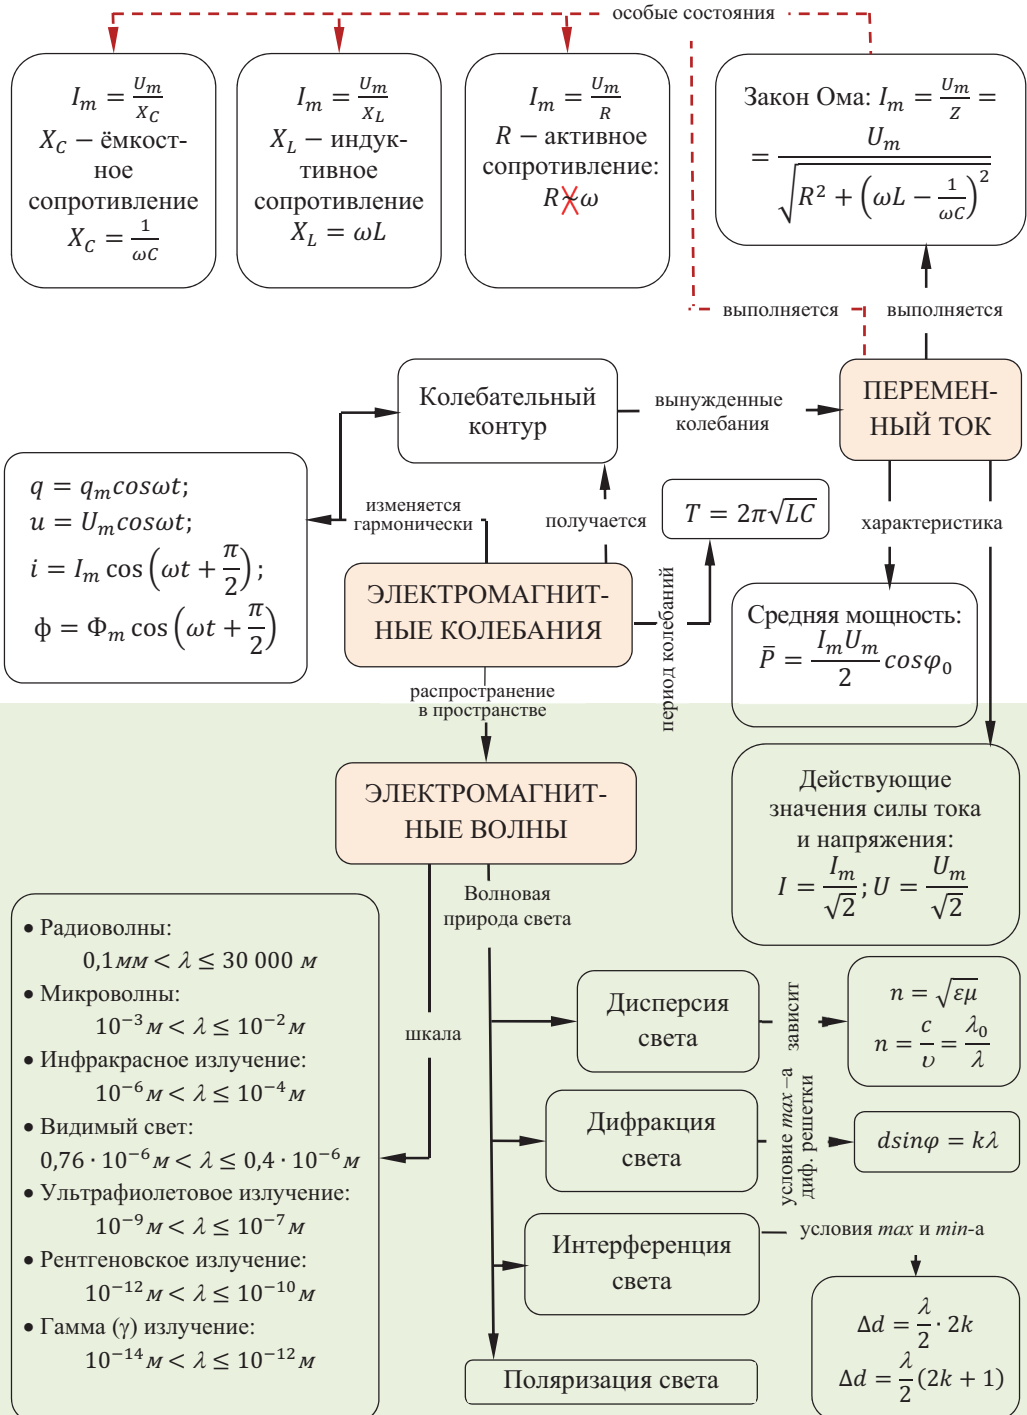 особые состояния
I_m = U_m/X_C
X_C − ёмкост-
ное
сопротивление
X_C = 1/ωC
I_m = U_m/X_L
X_L − индук-
тивное
сопротивление
X_L = ωL
I_m = U_m/R
R − активное
сопротивление:
R≁ω
Закон Ома: I_m = U_m/Z =
= U_m/√(R² + (ωL − 1/ωC)²)
выполняется
выполняется
Колебательный
контур
вынужденные
колебания
ПЕРЕМЕН-
НЫЙ ТОК
q = q_m cosωt;
u = U_m cosωt;
i = I_m cos (ωt + π/2);
ф = Ф_m cos (ωt + π/2)
изменяется
гармонически
получается
T = 2π√LC
характеристика
ЭЛЕКТРОМАГНИТ-
НЫЕ КОЛЕБАНИЯ
период колебаний
Средняя мощность:
P̄ = I_m U_m/2 cosφ₀
распространение
в пространстве
ЭЛЕКТРОМАГНИТ-
НЫЕ ВОЛНЫ
Действующие
значения силы тока
и напряжения:
I = I_m/√2; U = U_m/√2
Волновая
природа света
шкала
• Радиоволны:
0,1мм < λ ≤ 30 000 м
• Микроволны:
10⁻³м < λ ≤ 10⁻²м
• Инфракрасное излучение:
10⁻⁶м < λ ≤ 10⁻⁴м
• Видимый свет:
0,76 · 10⁻⁶м < λ ≤ 0,4 · 10⁻⁶м
• Ультрафиолетовое излучение:
10⁻⁹м < λ ≤ 10⁻⁷м
• Рентгеновское излучение:
10⁻¹²м < λ ≤ 10⁻¹⁰м
• Гамма (γ) излучение:
10⁻¹⁴м < λ ≤ 10⁻¹²м
Дисперсия
света
зависит
n = √εμ
n = c/υ = λ₀/λ
Дифракция
света
условие max –а
диф. решетки
dsinφ = kλ
Интерференция
света
условия max и min-а
Δd = λ/2 · 2k
Δd = λ/2 (2k + 1)
Поляризация света